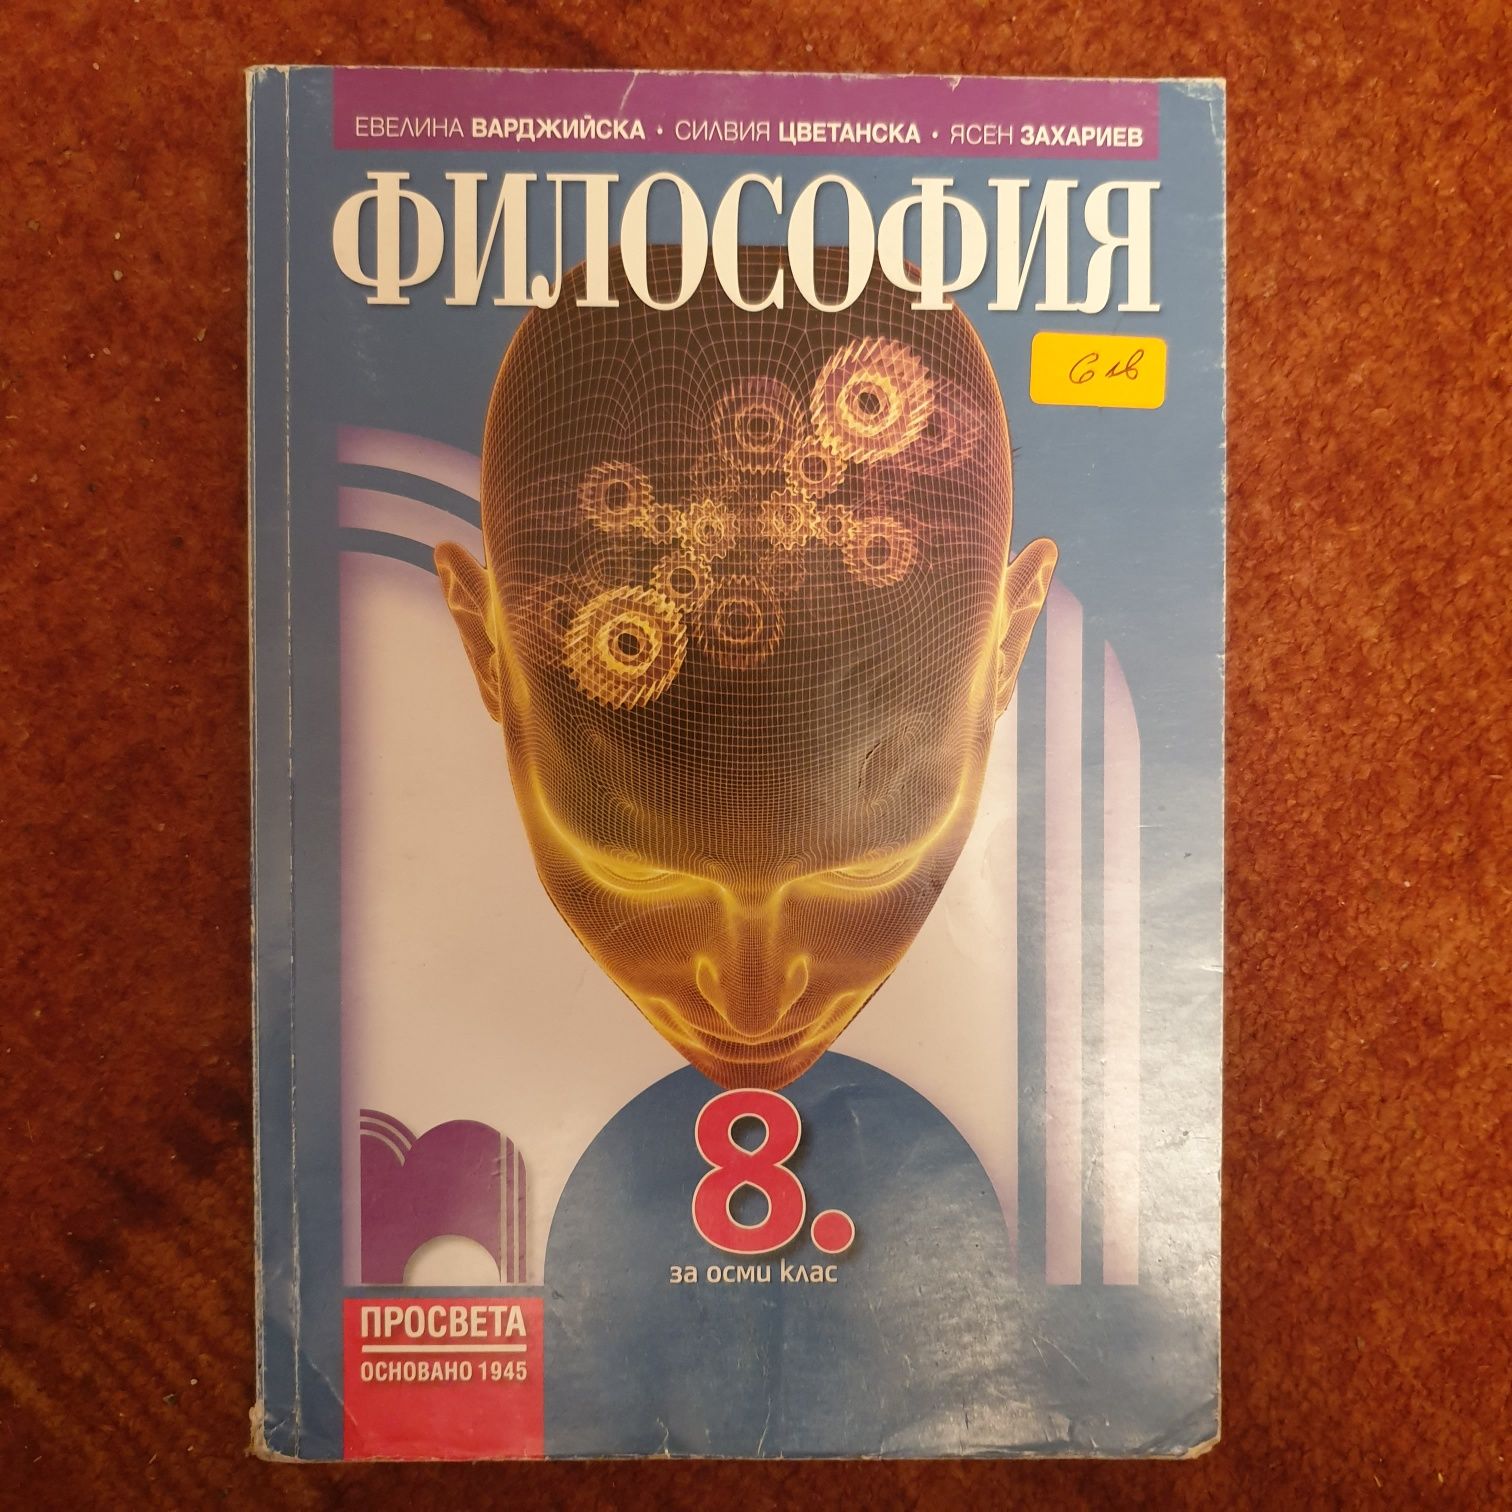 ЕВЕЛИНА ВАРДЖИЙСКА • СИЛВИЯ ЦВЕТАНСКА • ЯСЕН ЗАХАРИЕВ
ФИЛОСОФИЯ
6 лв
8.
за осми клас
ПРОСВЕТА
ОСНОВАНО 1945